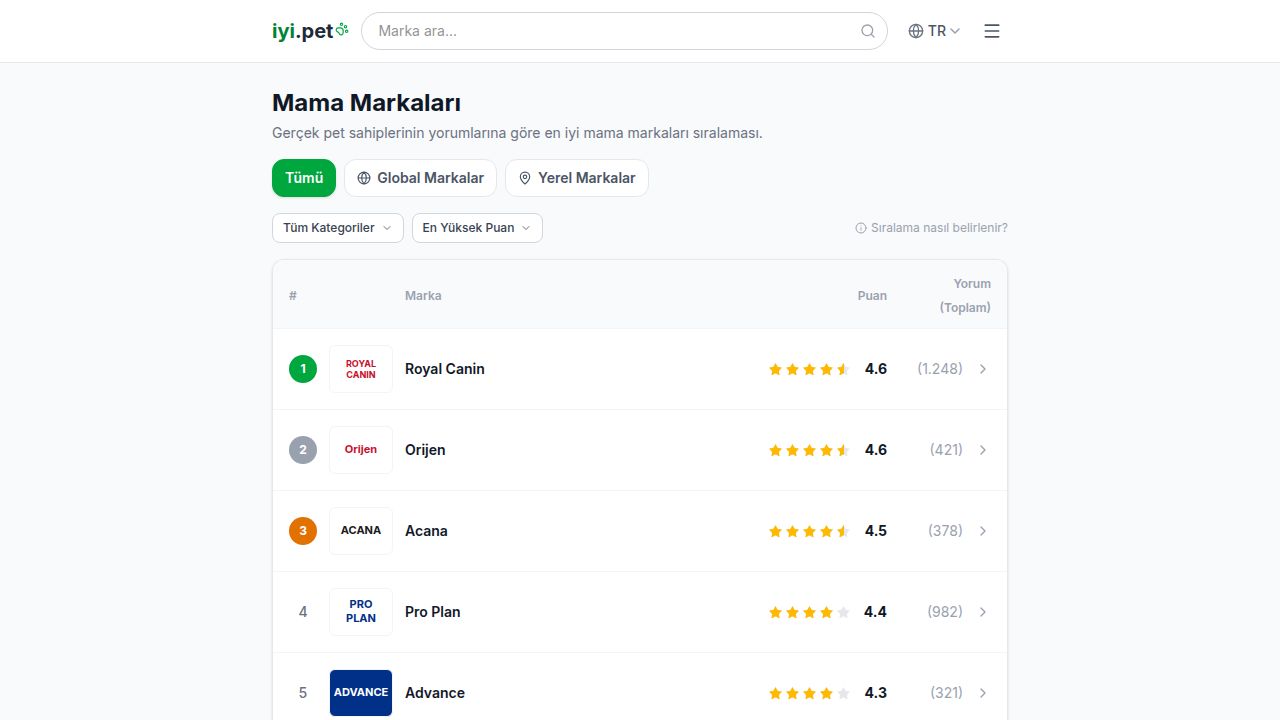 iyi.pet
Marka ara...
TR
Mama Markaları
Gerçek pet sahiplerinin yorumlarına göre en iyi mama markaları sıralaması.
Tümü
Global Markalar
Yerel Markalar
Tüm Kategoriler
En Yüksek Puan
Sıralama nasıl belirlenir?
# Marka Puan Yorum
(Toplam)
1 ROYAL
CANIN Royal Canin 4.6 (1.248)
2 Orijen Orijen 4.6 (421)
3 ACANA Acana 4.5 (378)
4 PRO
PLAN Pro Plan 4.4 (982)
5 ADVANCE Advance 4.3 (321)